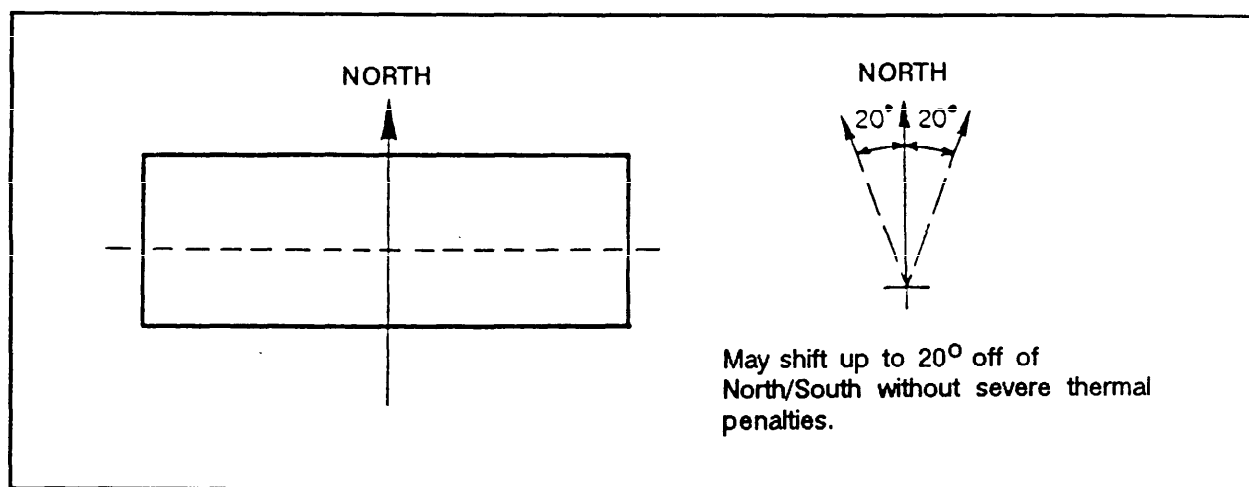 NORTH
NORTH
20° 20°
May shift up to 20° off of
North/South without severe thermal
penalties.